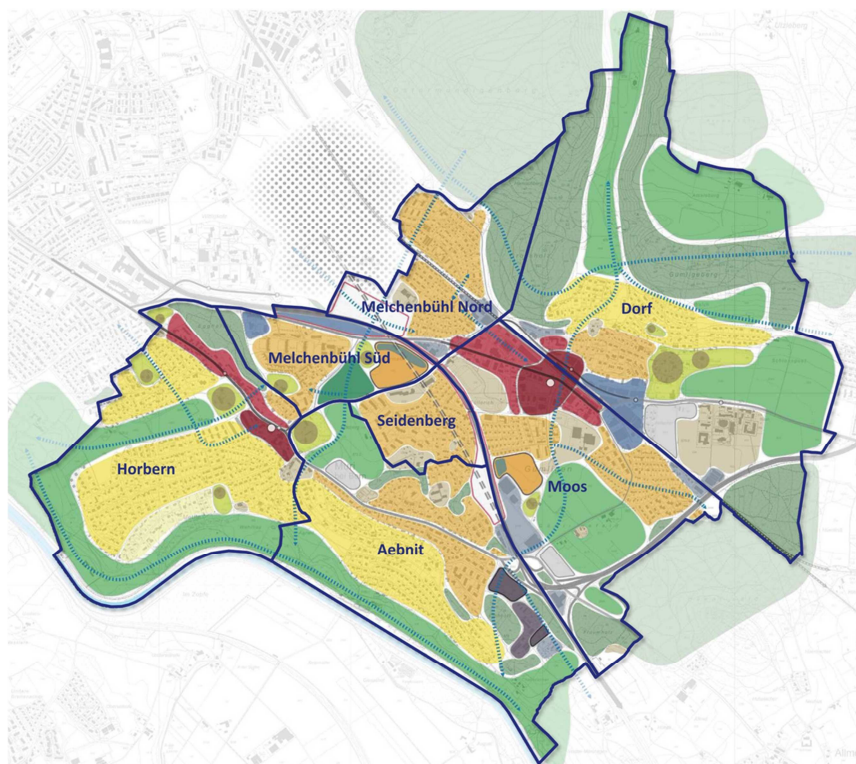 Melchenbühl Nord
Dorf
Melchenbühl Süd
Seidenberg
Horbern
Moos
Aebnit